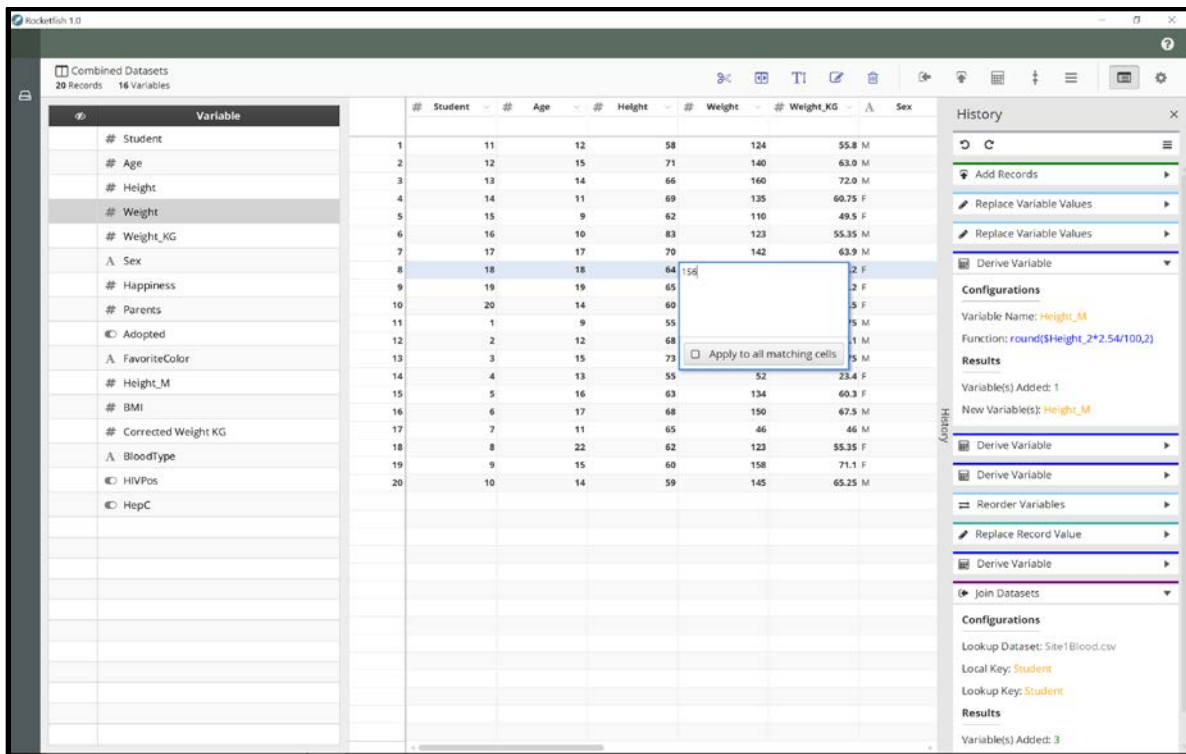 Rocketfish 1.0
Combined Datasets
20 Records 16 Variables
Variable
# Student
# Age
# Height
# Weight
# Weight_KG
A Sex
# Happiness
# Parents
Adopted
A FavoriteColor
# Height_M
# BMI
# Corrected Weight KG
A BloodType
HIVPos
HepC
# Student # Age # Height # Weight # Weight_KG A Sex
1 11 12 58 124 55.8 M
2 12 15 71 140 63.0 M
3 13 14 66 160 72.0 M
4 14 11 69 135 60.75 F
5 15 9 62 110 49.5 F
6 16 10 83 123 55.35 M
7 17 17 70 142 63.9 M
8 18 18 64 156 .2 F
9 19 19 65 .2 F
10 20 14 60 .5 F
11 1 9 55 75 M
12 2 12 68 .1 M
13 3 15 73 75 M
Apply to all matching cells
14 4 13 55 52 23.4 F
15 5 16 63 134 60.3 F
16 6 17 68 150 67.5 M
17 7 11 65 46 46 M
18 8 22 62 123 55.35 F
19 9 15 60 158 71.1 F
20 10 14 59 145 65.25 M
History
History
Add Records
Replace Variable Values
Replace Variable Values
Derive Variable
Configurations
Variable Name: Height_M
Function: round($Height_2*2.54/100,2)
Results
Variable(s) Added: 1
New Variable(s): Height_M
Derive Variable
Derive Variable
Reorder Variables
Replace Record Value
Derive Variable
Join Datasets
Configurations
Lookup Dataset: Site1Blood.csv
Local Key: Student
Lookup Key: Student
Results
Variable(s) Added: 3